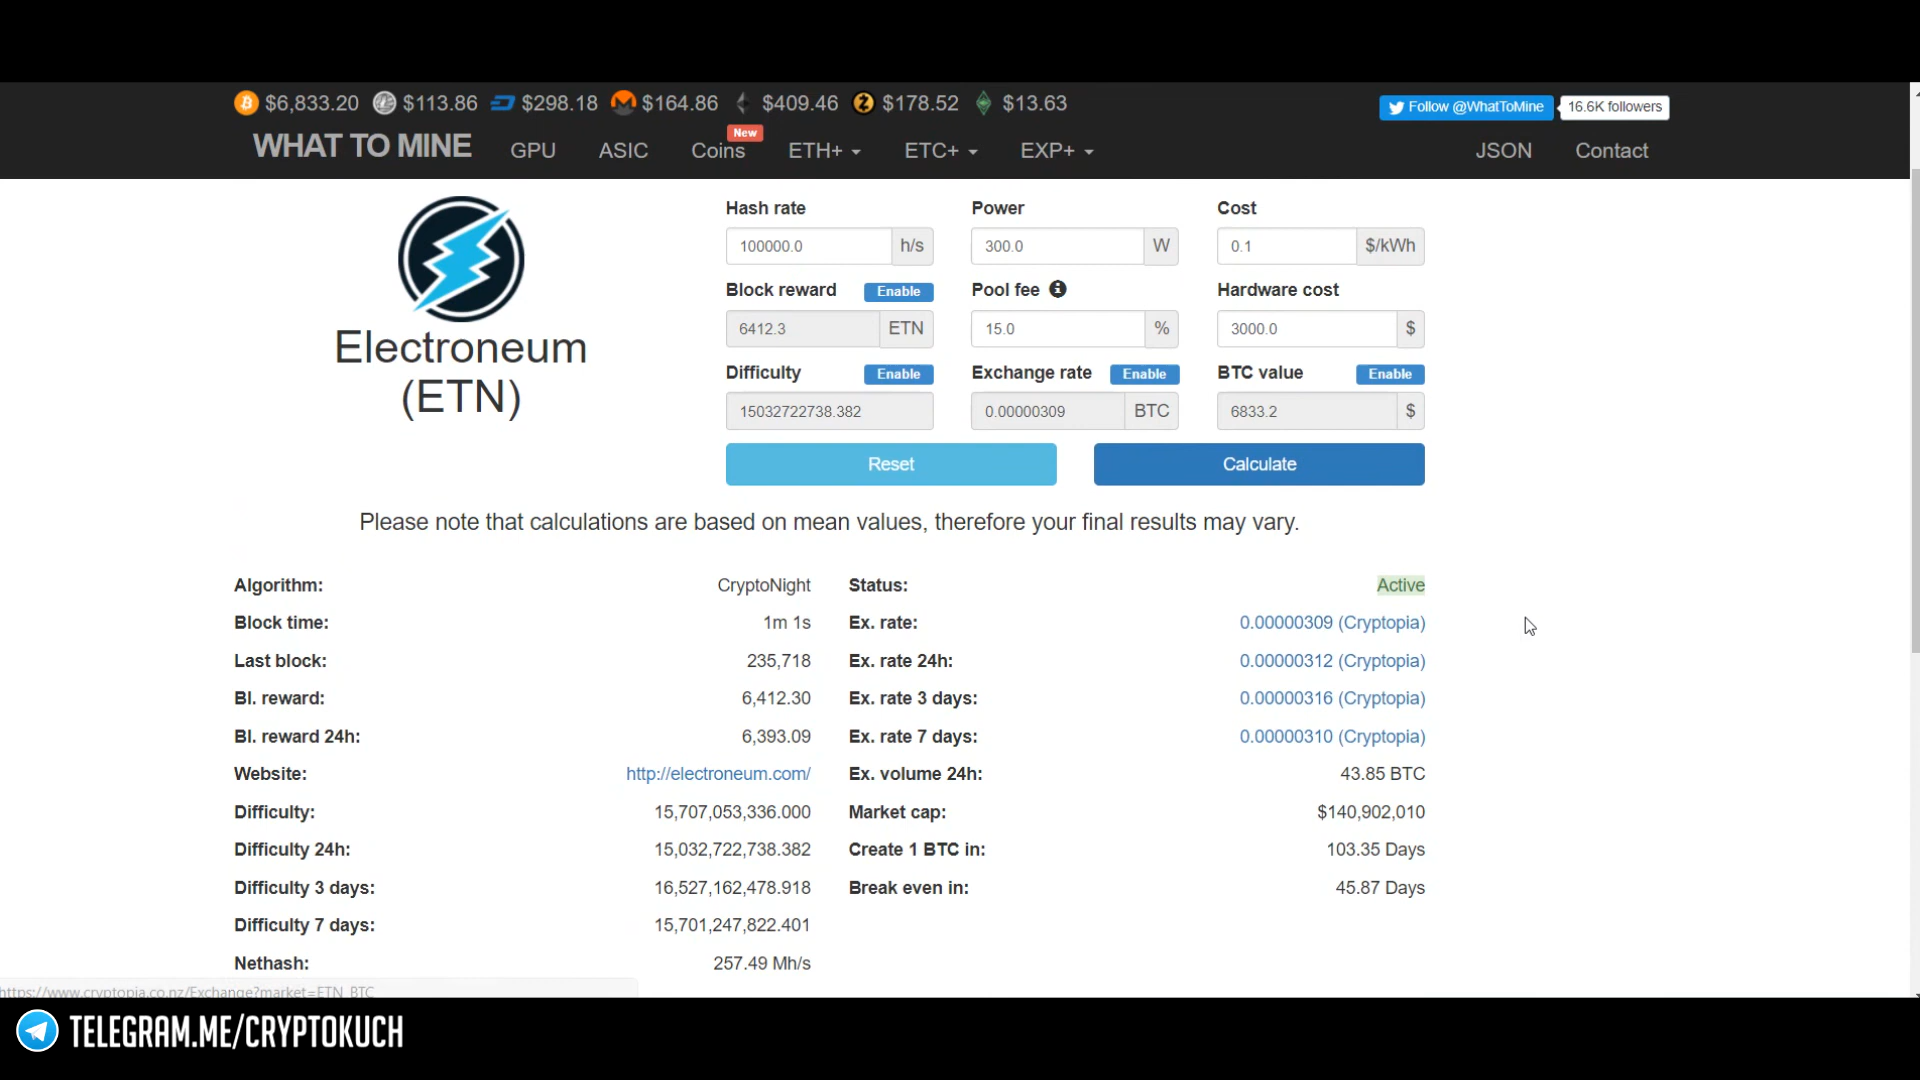 $6,833.20 $113.86 $298.18 $164.86 $409.46 $178.52 $13.63
Follow @WhatToMine 16.6K followers
WHAT TO MINE GPU ASIC Coins New ETH+ ETC+ EXP+ JSON Contact
Electroneum
(ETN)
Hash rate Power Cost
100000.0 h/s 300.0 W 0.1 $/kWh
Block reward Enable Pool fee Hardware cost
6412.3 ETN 15.0 % 3000.0 $
Difficulty Enable Exchange rate Enable BTC value Enable
15032722738.382 0.00000309 BTC 6833.2 $
Reset Calculate
Please note that calculations are based on mean values, therefore your final results may vary.
Algorithm: CryptoNight Status: Active
Block time: 1m 1s Ex. rate: 0.00000309 (Cryptopia)
Last block: 235,718 Ex. rate 24h: 0.00000312 (Cryptopia)
Bl. reward: 6,412.30 Ex. rate 3 days: 0.00000316 (Cryptopia)
Bl. reward 24h: 6,393.09 Ex. rate 7 days: 0.00000310 (Cryptopia)
Website: http://electroneum.com/ Ex. volume 24h: 43.85 BTC
Difficulty: 15,707,053,336.000 Market cap: $140,902,010
Difficulty 24h: 15,032,722,738.382 Create 1 BTC in: 103.35 Days
Difficulty 3 days: 16,527,162,478.918 Break even in: 45.87 Days
Difficulty 7 days: 15,701,247,822.401
Nethash: 257.49 Mh/s
https://www.cryptopia.co.nz/Exchange?market=ETN_BTC
TELEGRAM.ME/CRYPTOKUCH